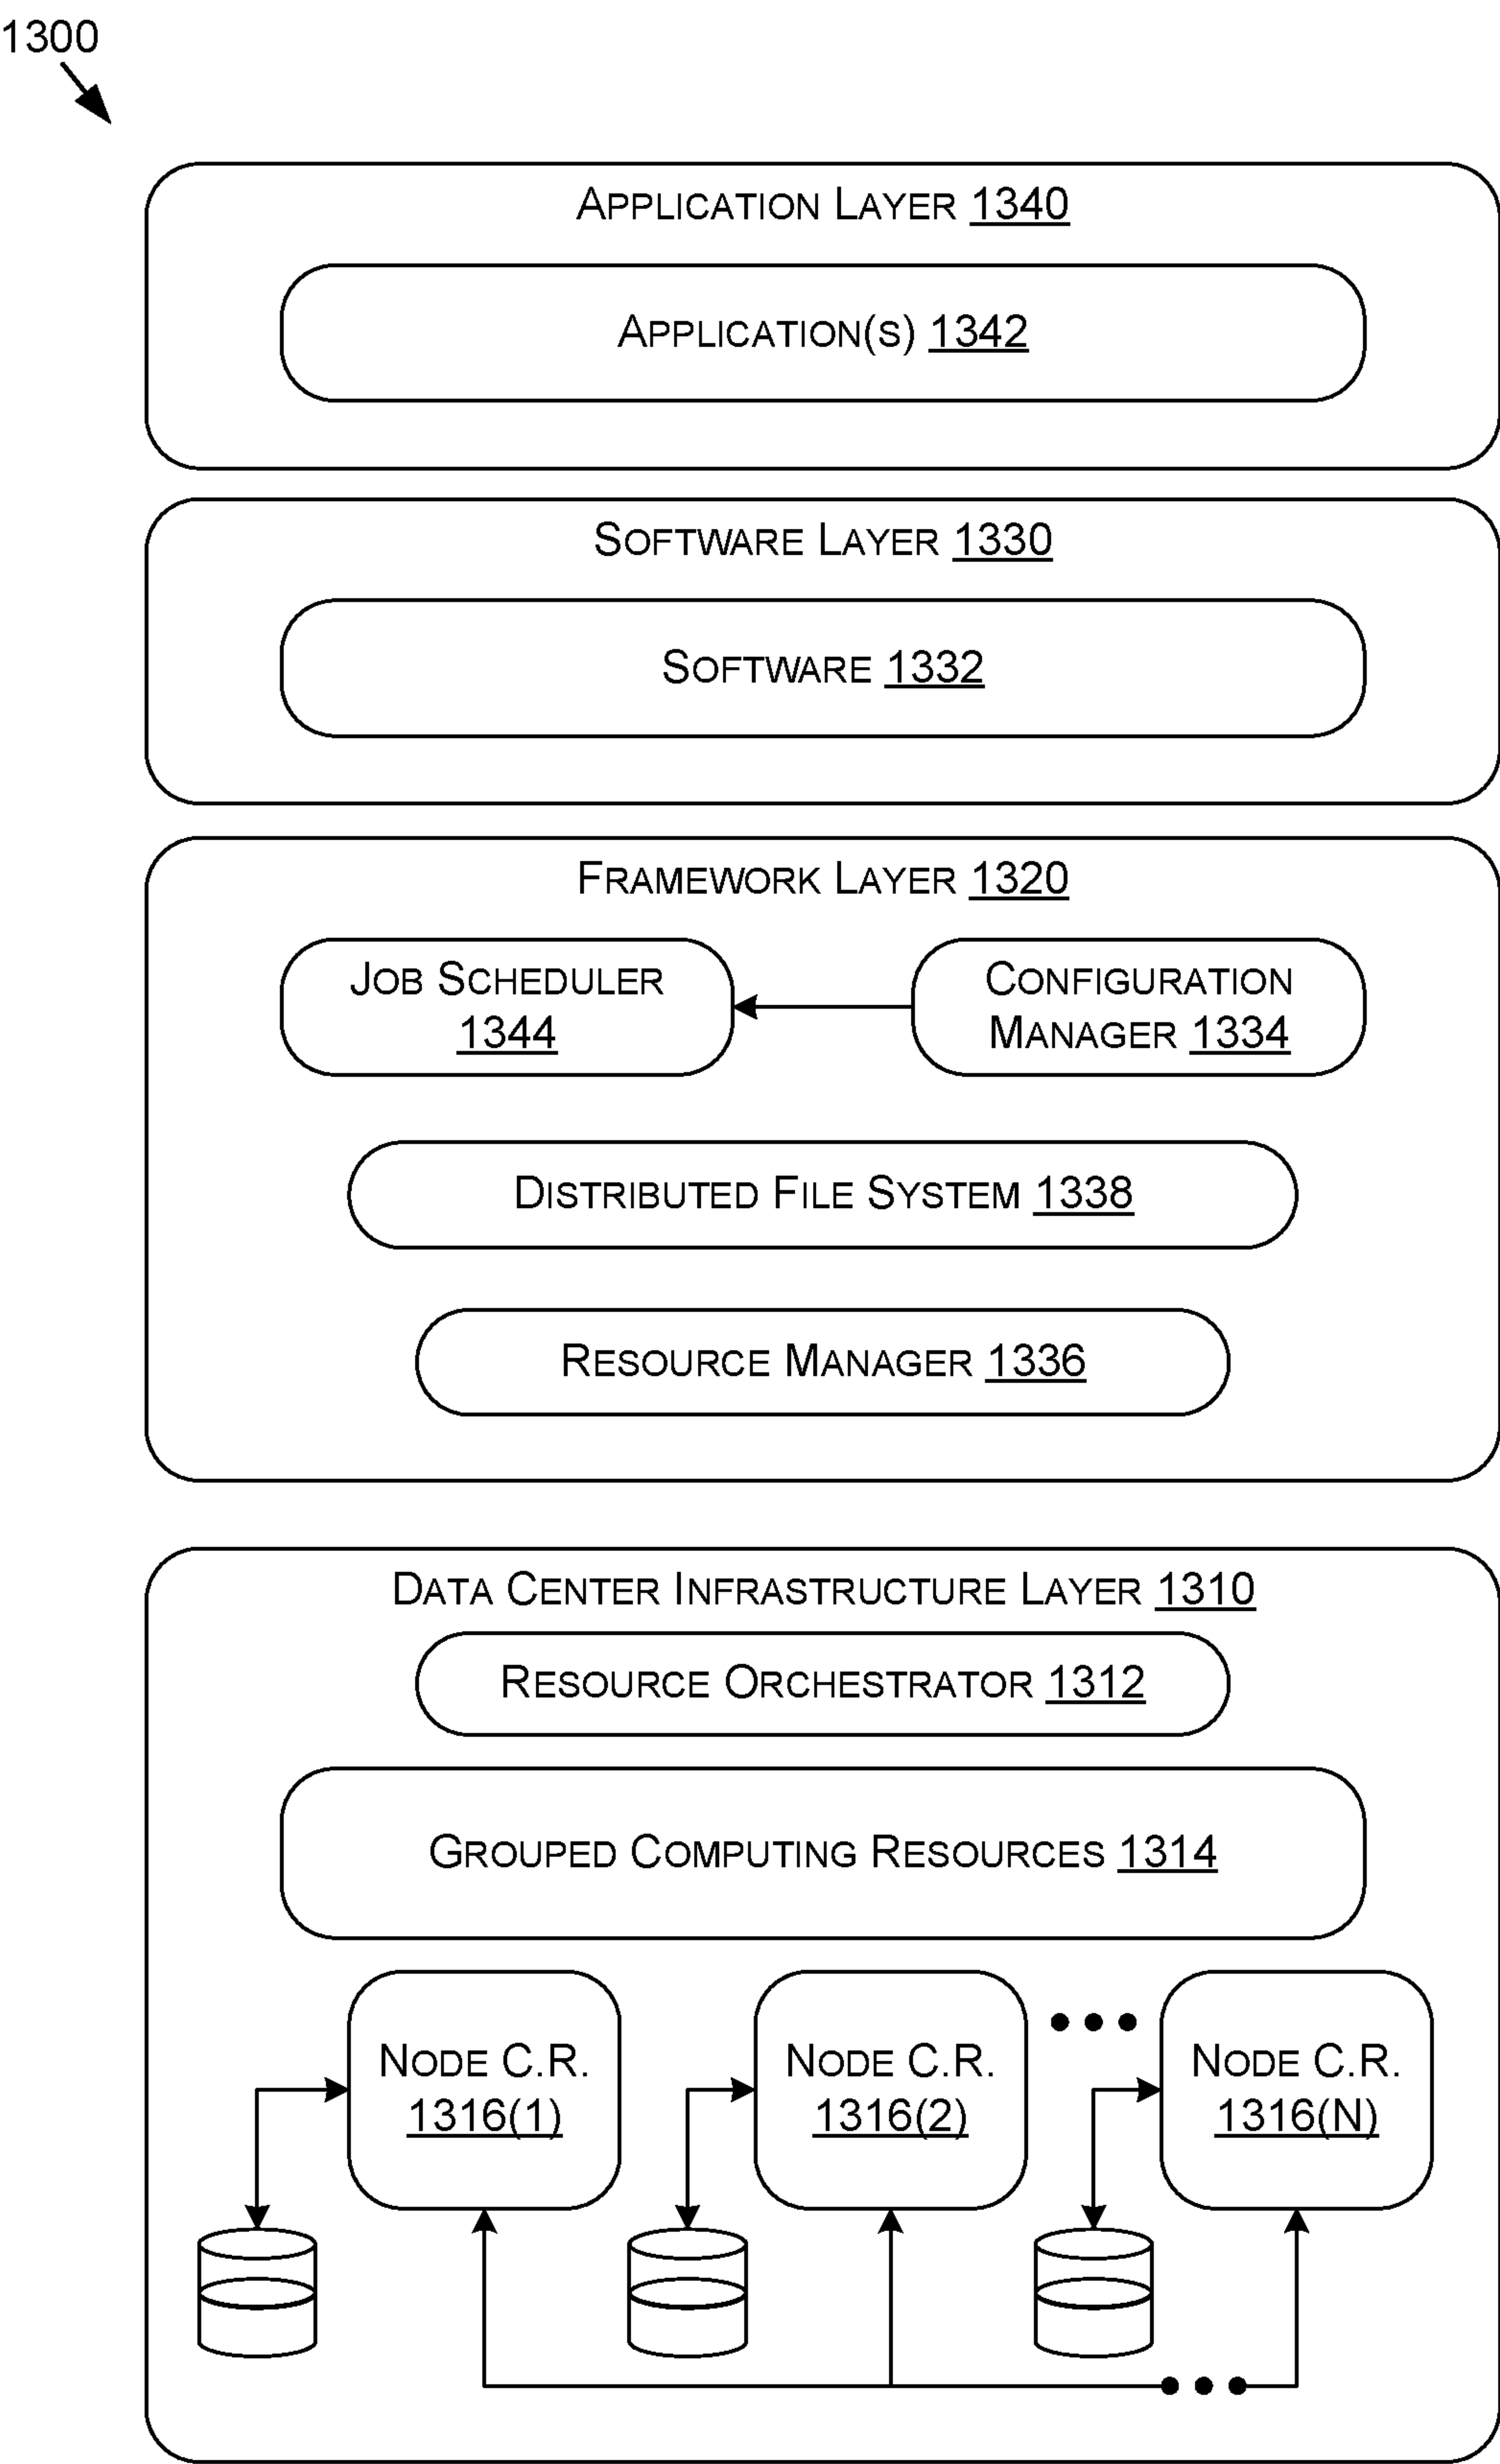 1300
APPLICATION LAYER 1340
APPLICATION(S) 1342
SOFTWARE LAYER 1330
SOFTWARE 1332
FRAMEWORK LAYER 1320
JOB SCHEDULER
1344
CONFIGURATION
MANAGER 1334
DISTRIBUTED FILE SYSTEM 1338
RESOURCE MANAGER 1336
DATA CENTER INFRASTRUCTURE LAYER 1310
RESOURCE ORCHESTRATOR 1312
GROUPED COMPUTING RESOURCES 1314
NODE C.R.
1316(1)
NODE C.R.
1316(2)
NODE C.R.
1316(N)